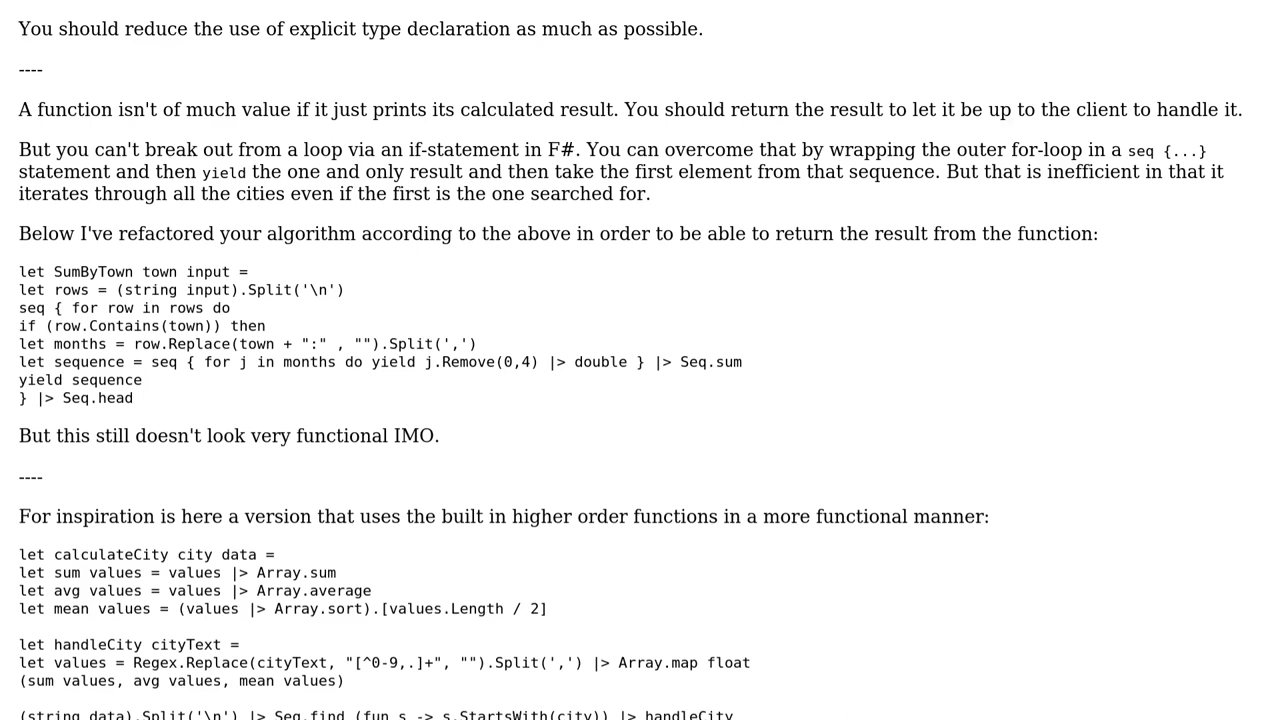 You should reduce the use of explicit type declaration as much as possible.
----
A function isn't of much value if it just prints its calculated result. You should return the result to let it be up to the client to handle it.
But you can't break out from a loop via an if-statement in F#. You can overcome that by wrapping the outer for-loop in a seq {...}
statement and then yield the one and only result and then take the first element from that sequence. But that is inefficient in that it
iterates through all the cities even if the first is the one searched for.
Below I've refactored your algorithm according to the above in order to be able to return the result from the function:
let SumByTown town input =
let rows = (string input).Split('\n')
seq { for row in rows do
if (row.Contains(town)) then
let months = row.Replace(town + ":" , "").Split(',')
let sequence = seq { for j in months do yield j.Remove(0,4) |> double } |> Seq.sum
yield sequence
} |> Seq.head
But this still doesn't look very functional IMO.
----
For inspiration is here a version that uses the built in higher order functions in a more functional manner:
let calculateCity city data =
let sum values = values |> Array.sum
let avg values = values |> Array.average
let mean values = (values |> Array.sort).[values.Length / 2]
let handleCity cityText =
let values = Regex.Replace(cityText, "[^0-9,.]+", "").Split(',') |> Array.map float
(sum values, avg values, mean values)
(string data).Split('\n') |> Seq.find (fun s -> s.StartsWith(city)) |> handleCity